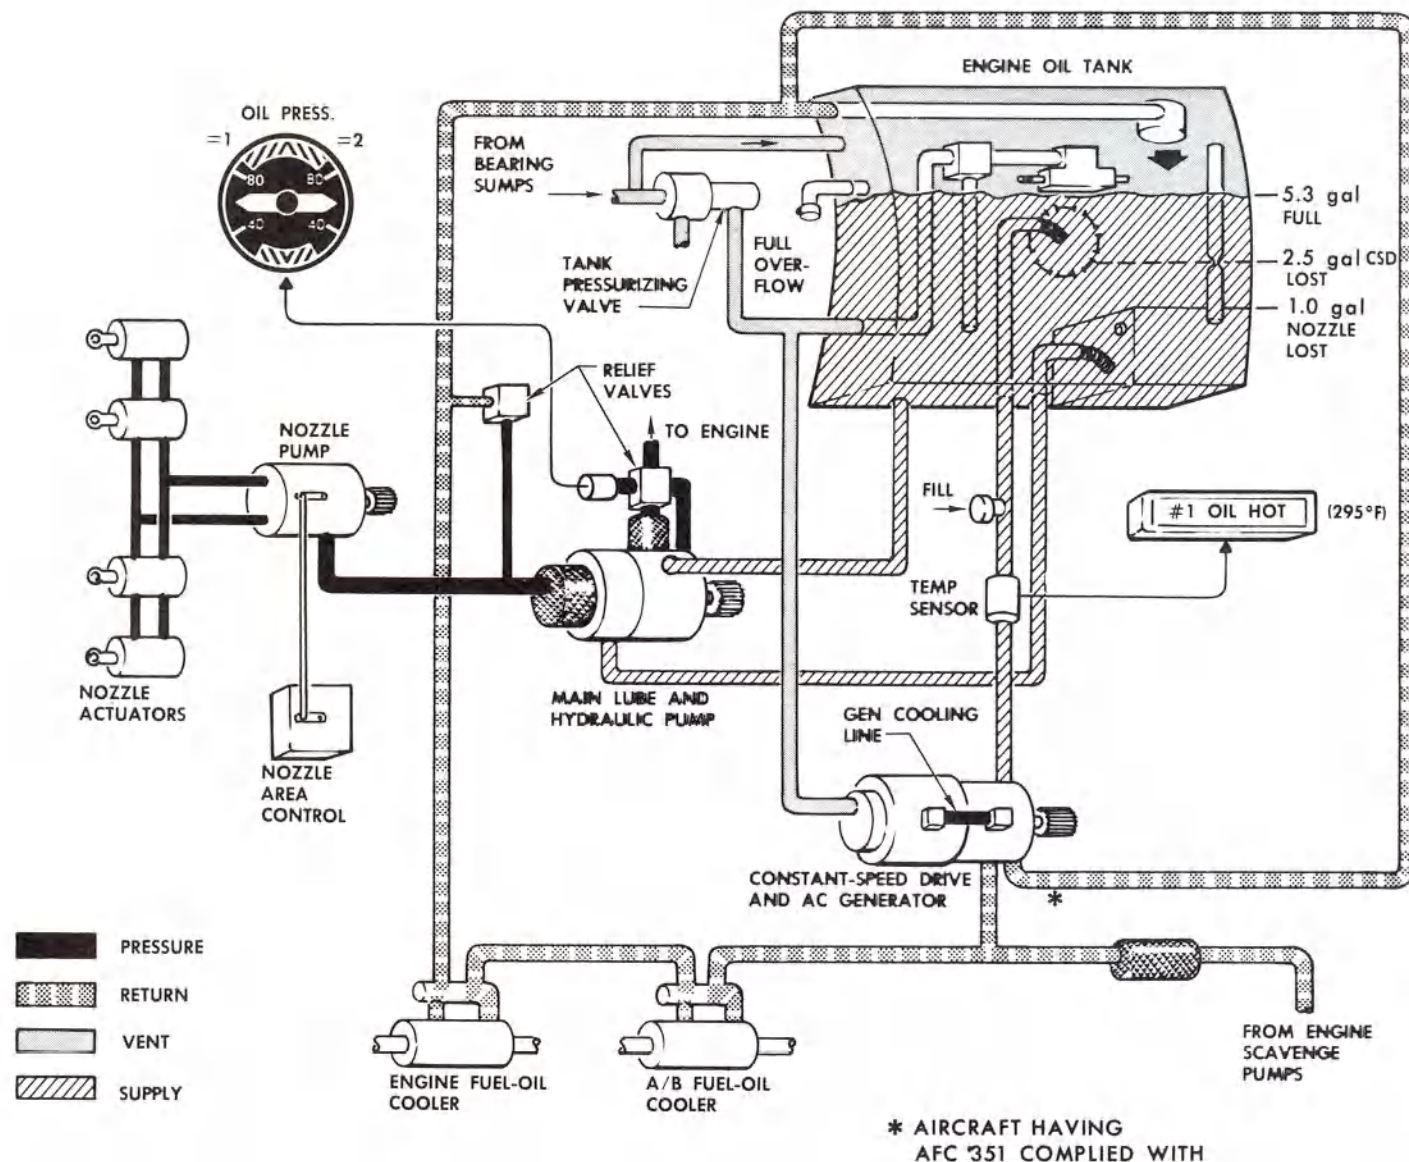 ENGINE OIL TANK
OIL PRESS.
=1
=2
80
80
40
40
FROM
BEARING
SUMPS
TANK
PRESSURIZING
VALVE
FULL
OVER-
FLOW
5.3 gal
FULL
2.5 gal CSD
LOST
1.0 gal
NOZZLE
LOST
RELIEF
VALVES
TO ENGINE
NOZZLE
PUMP
FILL
#1 OIL HOT
(295°F)
TEMP
SENSOR
NOZZLE
ACTUATORS
MAIN LUBE AND
HYDRAULIC PUMP
GEN COOLING
LINE
NOZZLE
AREA
CONTROL
CONSTANT-SPEED DRIVE
AND AC GENERATOR
*
PRESSURE
RETURN
VENT
SUPPLY
ENGINE FUEL-OIL
COOLER
A/B FUEL-OIL
COOLER
FROM ENGINE
SCAVENGE
PUMPS
* AIRCRAFT HAVING
AFC '351 COMPLIED WITH